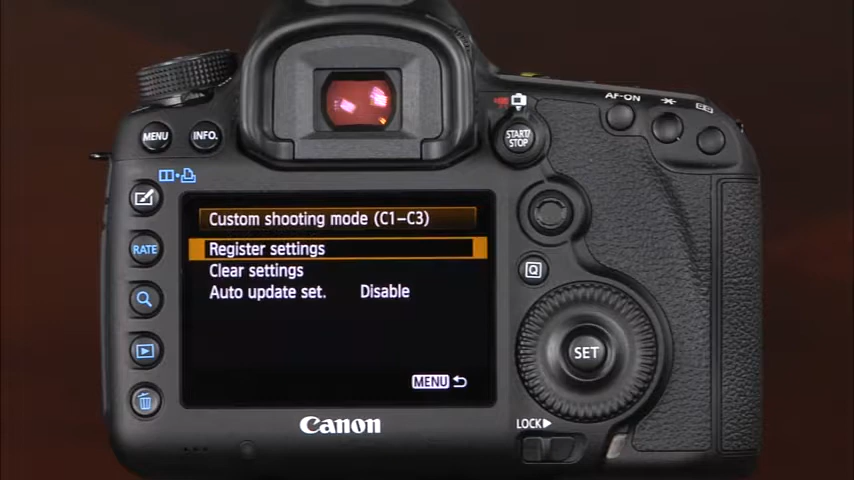 AF-ON
MENU
INFO.
START/
STOP
Custom shooting mode (C1-C3)
RATE
Register settings
Clear settings
Q
Auto update set. Disable
SET
MENU
Canon
LOCK